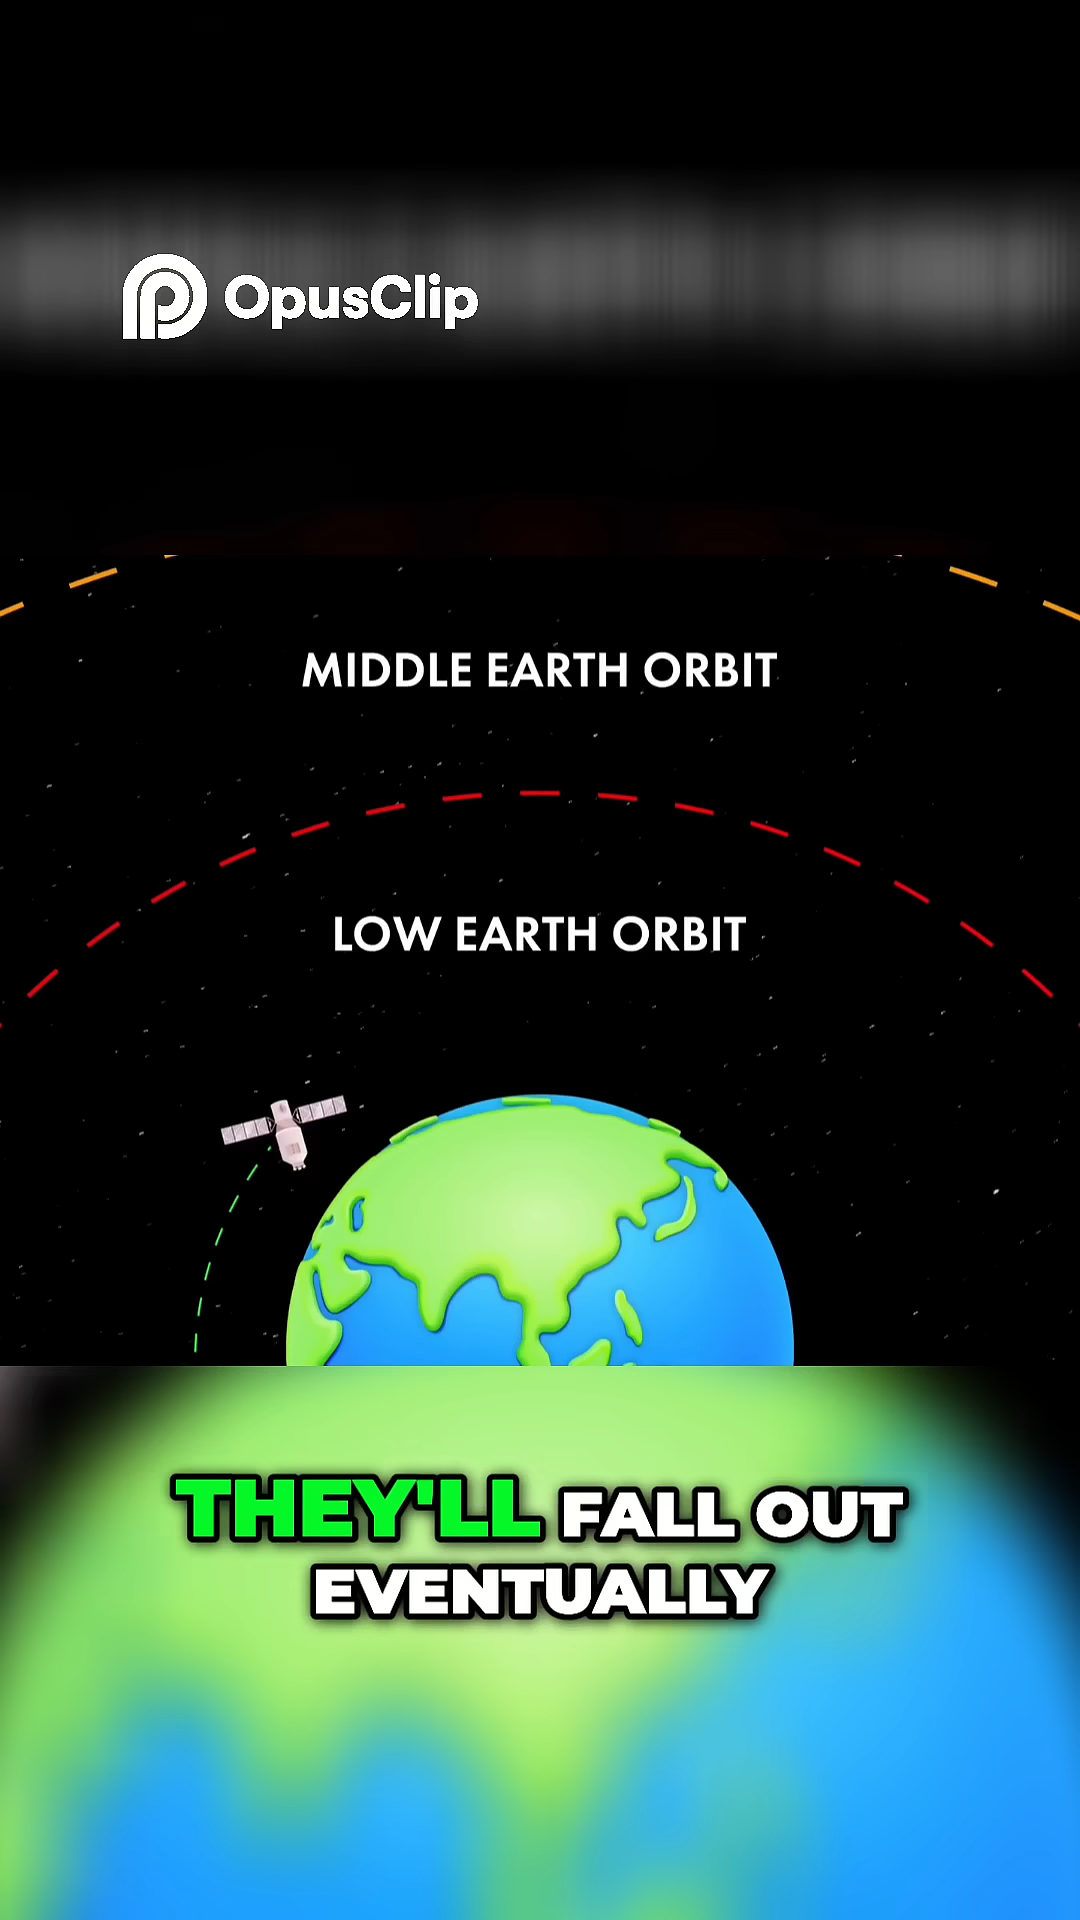 OpusClip
MIDDLE EARTH ORBIT
LOW EARTH ORBIT
THEY'LL FALL OUT
EVENTUALLY